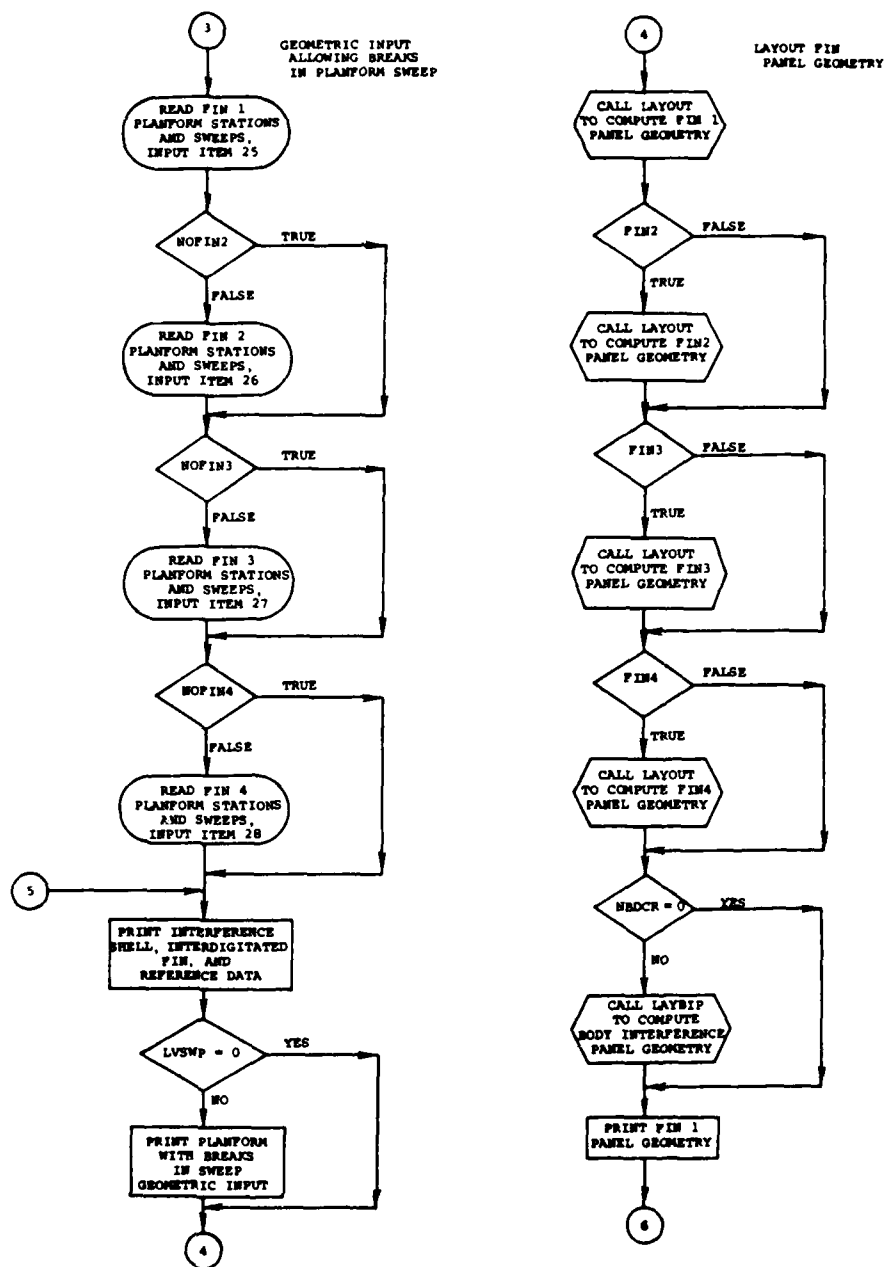 3
GEOMETRIC INPUT
ALLOWING BREAKS
IN PLANFORM SWEEP
READ FIN 1
PLANFORM STATIONS
AND SWEEPS,
INPUT ITEM 25
NOFIN2
TRUE
FALSE
READ FIN 2
PLANFORM STATIONS
AND SWEEPS,
INPUT ITEM 26
NOFIN3
TRUE
FALSE
READ FIN 3
PLANFORM STATIONS
AND SWEEPS,
INPUT ITEM 27
NOFIN4
TRUE
FALSE
READ FIN 4
PLANFORM STATIONS
AND SWEEPS,
INPUT ITEM 28
5
PRINT INTERFERENCE
SHELL, INTERDIGITATED
FIN, AND
REFERENCE DATA
LVSWP = 0
YES
NO
PRINT PLANFORM
WITH BREAKS
IN SWEEP
GEOMETRIC INPUT
4
4
LAYOUT FIN
PANEL GEOMETRY
CALL LAYOUT
TO COMPUTE FIN 1
PANEL GEOMETRY
FIN2
FALSE
TRUE
CALL LAYOUT
TO COMPUTE FIN2
PANEL GEOMETRY
FIN3
FALSE
TRUE
CALL LAYOUT
TO COMPUTE FIN3
PANEL GEOMETRY
FIN4
FALSE
TRUE
CALL LAYOUT
TO COMPUTE FIN4
PANEL GEOMETRY
NBDCR = 0
YES
NO
CALL LAYBIP
TO COMPUTE
BODY INTERFERENCE
PANEL GEOMETRY
PRINT FIN 1
PANEL GEOMETRY
6